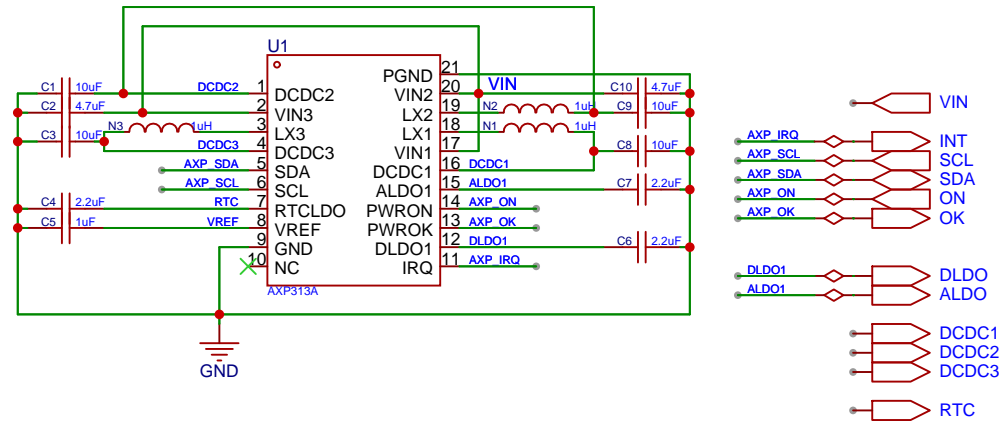 U1
C1 10uF DCDC2 1 DCDC2
C2 4.7uF 2 VIN3
N3 1uH 3 LX3
C3 10uF DCDC3 4 DCDC3
AXP_SDA 5 SDA
AXP_SCL 6 SCL
C4 2.2uF RTC 7 RTCLDO
C5 1uF VREF 8 VREF
9 GND
10 NC
AXP313A
PGND 21
VIN2 20 VIN C10 4.7uF
LX2 19 N2 1uH C9 10uF
LX1 18 N1 1uH
VIN1 17 C8 10uF
DCDC1 16 DCDC1
ALDO1 15 ALDO1 C7 2.2uF
PWRON 14 AXP_ON
PWROK 13 AXP_OK
DLDO1 12 DLDO1 C6 2.2uF
IRQ 11 AXP_IRQ
GND
VIN
AXP_IRQ INT
AXP_SCL SCL
AXP_SDA SDA
AXP_ON ON
AXP_OK OK
DLDO1 DLDO
ALDO1 ALDO
DCDC1
DCDC2
DCDC3
RTC